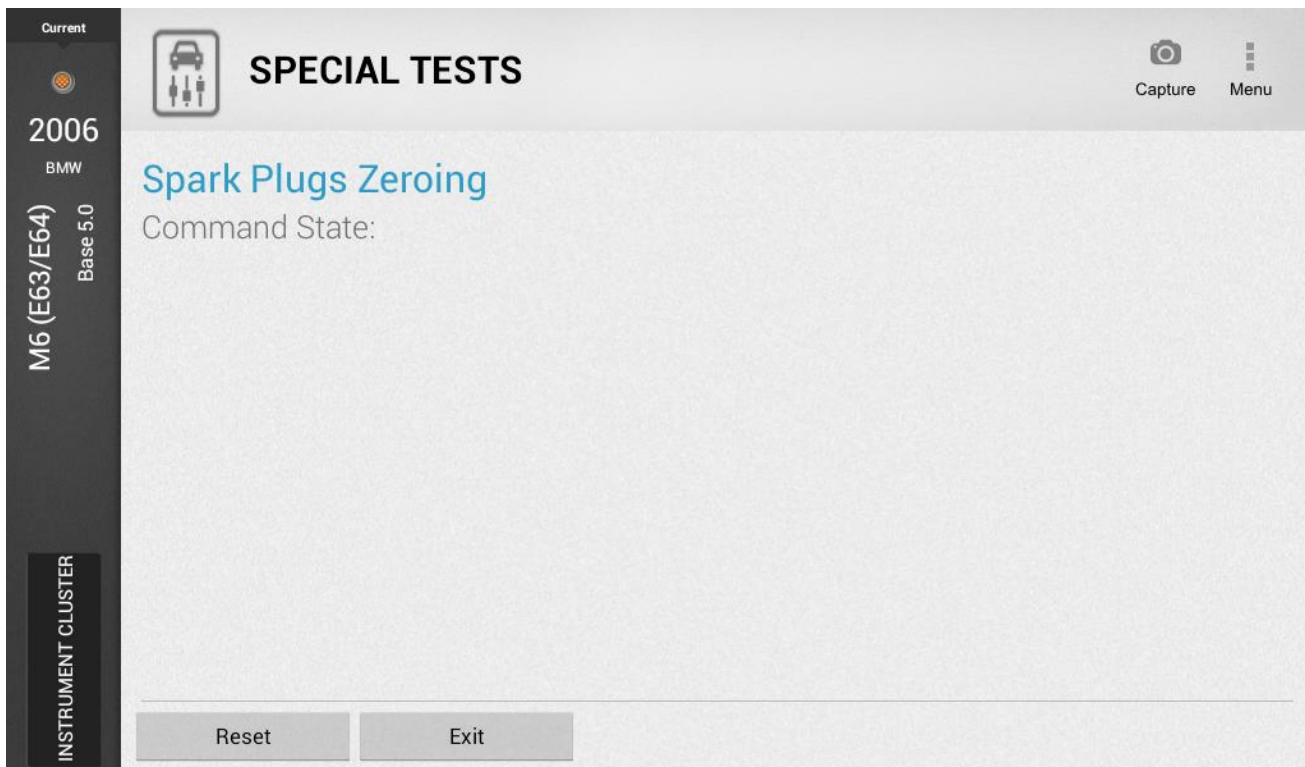 Current
2006
BMW
M6 (E63/E64)
Base 5.0
INSTRUMENT CLUSTER
SPECIAL TESTS
Capture
Menu
Spark Plugs Zeroing
Command State:
Reset
Exit